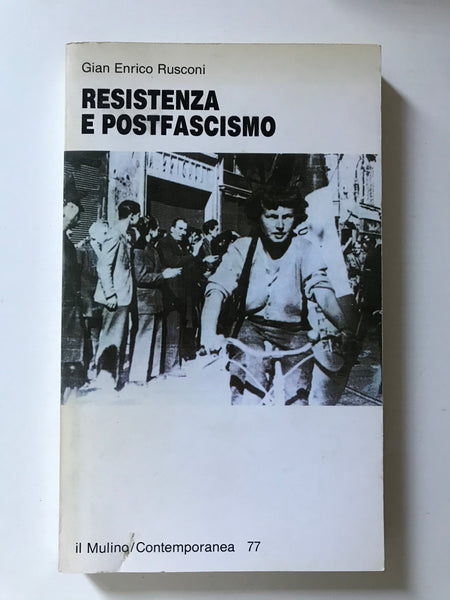 Gian Enrico Rusconi
RESISTENZA
E POSTFASCISMO
il Mulino/Contemporanea 77